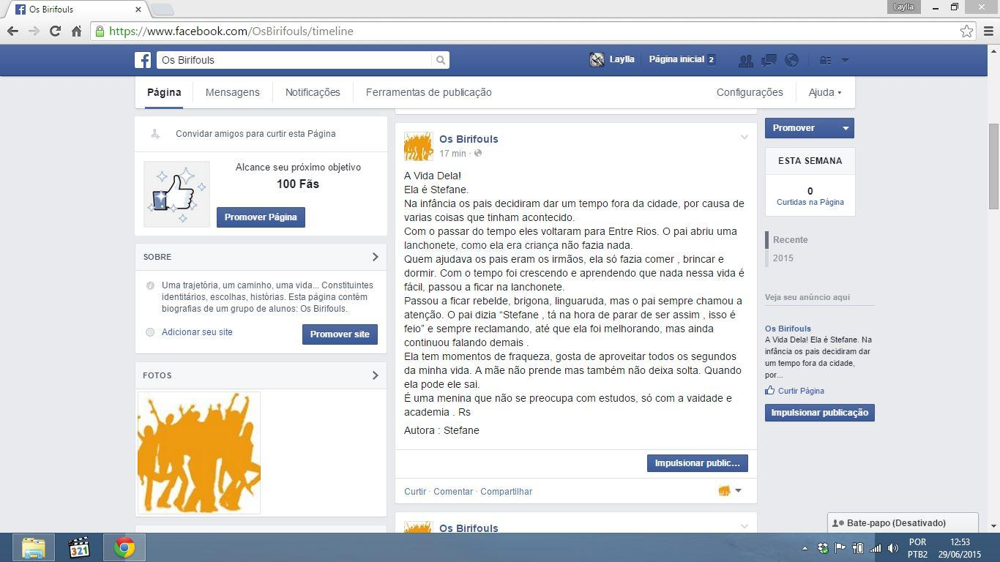 Os Birifouls
Laylla
https://www.facebook.com/OsBirifouls/timeline
Os Birifouls
Laylla
Página inicial 2
Página
Mensagens
Notificações
Ferramentas de publicação
Configurações
Ajuda
Convidar amigos para curtir esta Página
Alcance seu próximo objetivo
100 Fãs
Promover Página
SOBRE
Uma trajetória, um caminho, uma vida... Constituintes
identitários, escolhas, histórias. Esta página contém
biografias de um grupo de alunos: Os Birifouls.
Adicionar seu site
Promover site
FOTOS
Os Birifouls
17 min ·
A Vida Dela!
Ela é Stefane.
Na infância os pais decidiram dar um tempo fora da cidade, por causa de
varias coisas que tinham acontecido.
Com o passar do tempo eles voltaram para Entre Rios. O pai abriu uma
lanchonete, como ela era criança não fazia nada.
Quem ajudava os pais eram os irmãos, ela só fazia comer , brincar e
dormir. Com o tempo foi crescendo e aprendendo que nada nessa vida é
fácil, passou a ficar na lanchonete.
Passou a ficar rebelde, brigona, linguaruda, mas o pai sempre chamou a
atenção. O pai dizia “Stefane , tá na hora de parar de ser assim , isso é
feio” e sempre reclamando, até que ela foi melhorando, mas ainda
continuou falando demais .
Ela tem momentos de fraqueza, gosta de aproveitar todos os segundos
da minha vida. A mãe não prende mas também não deixa solta. Quando
ela pode ele sai.
É uma menina que não se preocupa com estudos, só com a vaidade e
academia . Rs
Autora : Stefane
Impulsionar public...
Curtir · Comentar · Compartilhar
Os Birifouls
Promover
ESTA SEMANA
0
Curtidas na Página
Recente
2015
Veja seu anúncio aqui
Os Birifouls
A Vida Dela! Ela é Stefane. Na
infância os pais decidiram dar
um tempo fora da cidade,
por...
Curtir Página
Impulsionar publicação
Bate-papo (Desativado)
321
POR
PTB2
12:53
29/06/2015